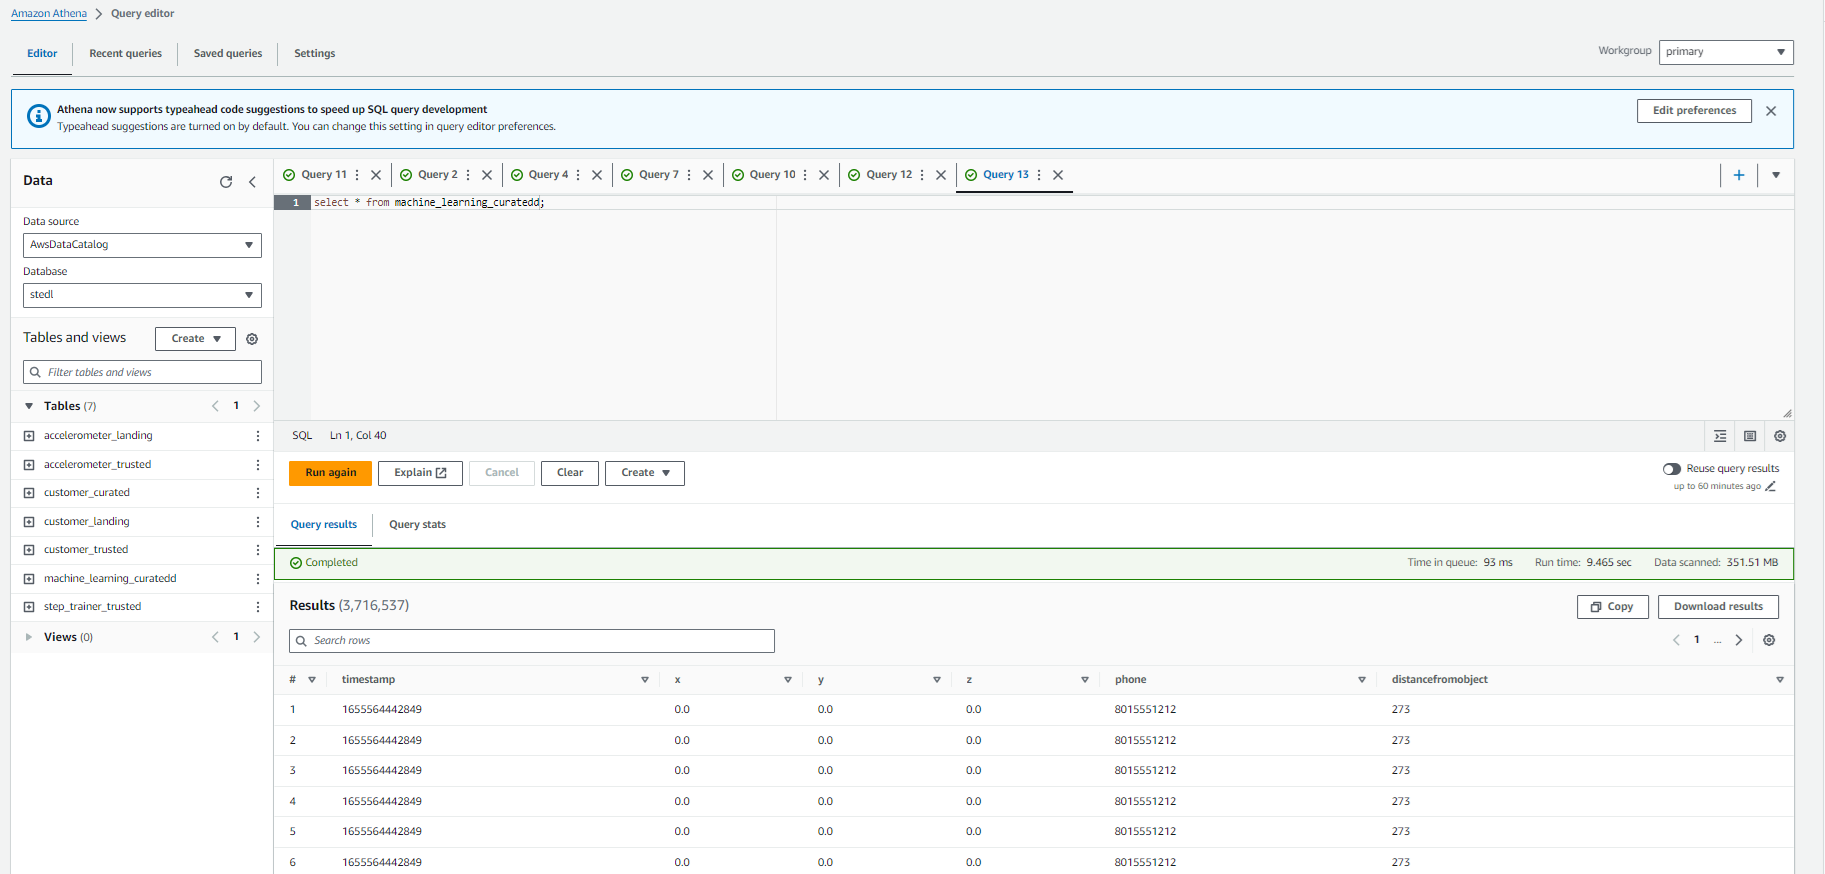 Amazon Athena > Query editor
Editor Recent queries Saved queries Settings
Workgroup primary
Athena now supports typeahead code suggestions to speed up SQL query development
Typeahead suggestions are turned on by default. You can change this setting in query editor preferences.
Edit preferences
Data
Data source
AwsDataCatalog
Database
stedl
Tables and views Create
Filter tables and views
Tables (7) 1
accelerometer_landing
accelerometer_trusted
customer_curated
customer_landing
customer_trusted
machine_learning_curatedd
step_trainer_trusted
Views (0) 1
Query 11 Query 2 Query 4 Query 7 Query 10 Query 12 Query 13
1 select * from machine_learning_curatedd;
SQL Ln 1, Col 40
Run again Explain Cancel Clear Create
Reuse query results
up to 60 minutes ago
Query results Query stats
Completed Time in queue: 93 ms Run time: 9.465 sec Data scanned: 351.51 MB
Results (3,716,537) Copy Download results
Search rows
1 ...
# timestamp x y z phone distancefromobject
1 1655564442849 0.0 0.0 0.0 8015551212 273
2 1655564442849 0.0 0.0 0.0 8015551212 273
3 1655564442849 0.0 0.0 0.0 8015551212 273
4 1655564442849 0.0 0.0 0.0 8015551212 273
5 1655564442849 0.0 0.0 0.0 8015551212 273
6 1655564442849 0.0 0.0 0.0 8015551212 273